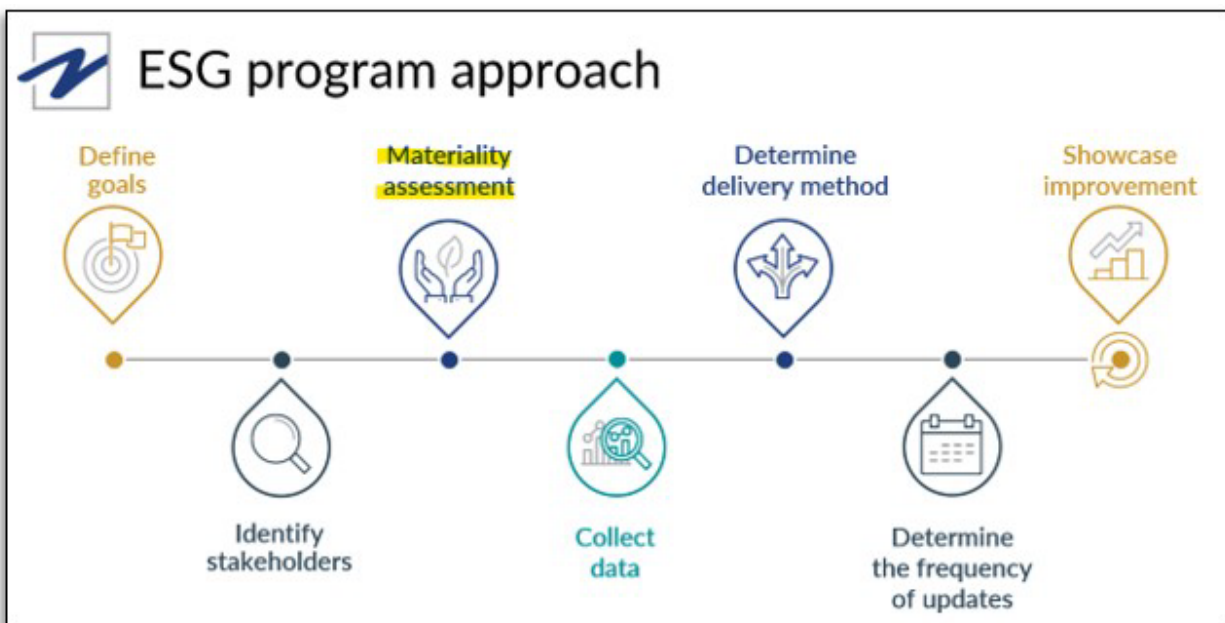 ESG program approach
Define
goals
Identify
stakeholders
Materiality
assessment
Collect
data
Determine
delivery method
Determine
the frequency
of updates
Showcase
improvement